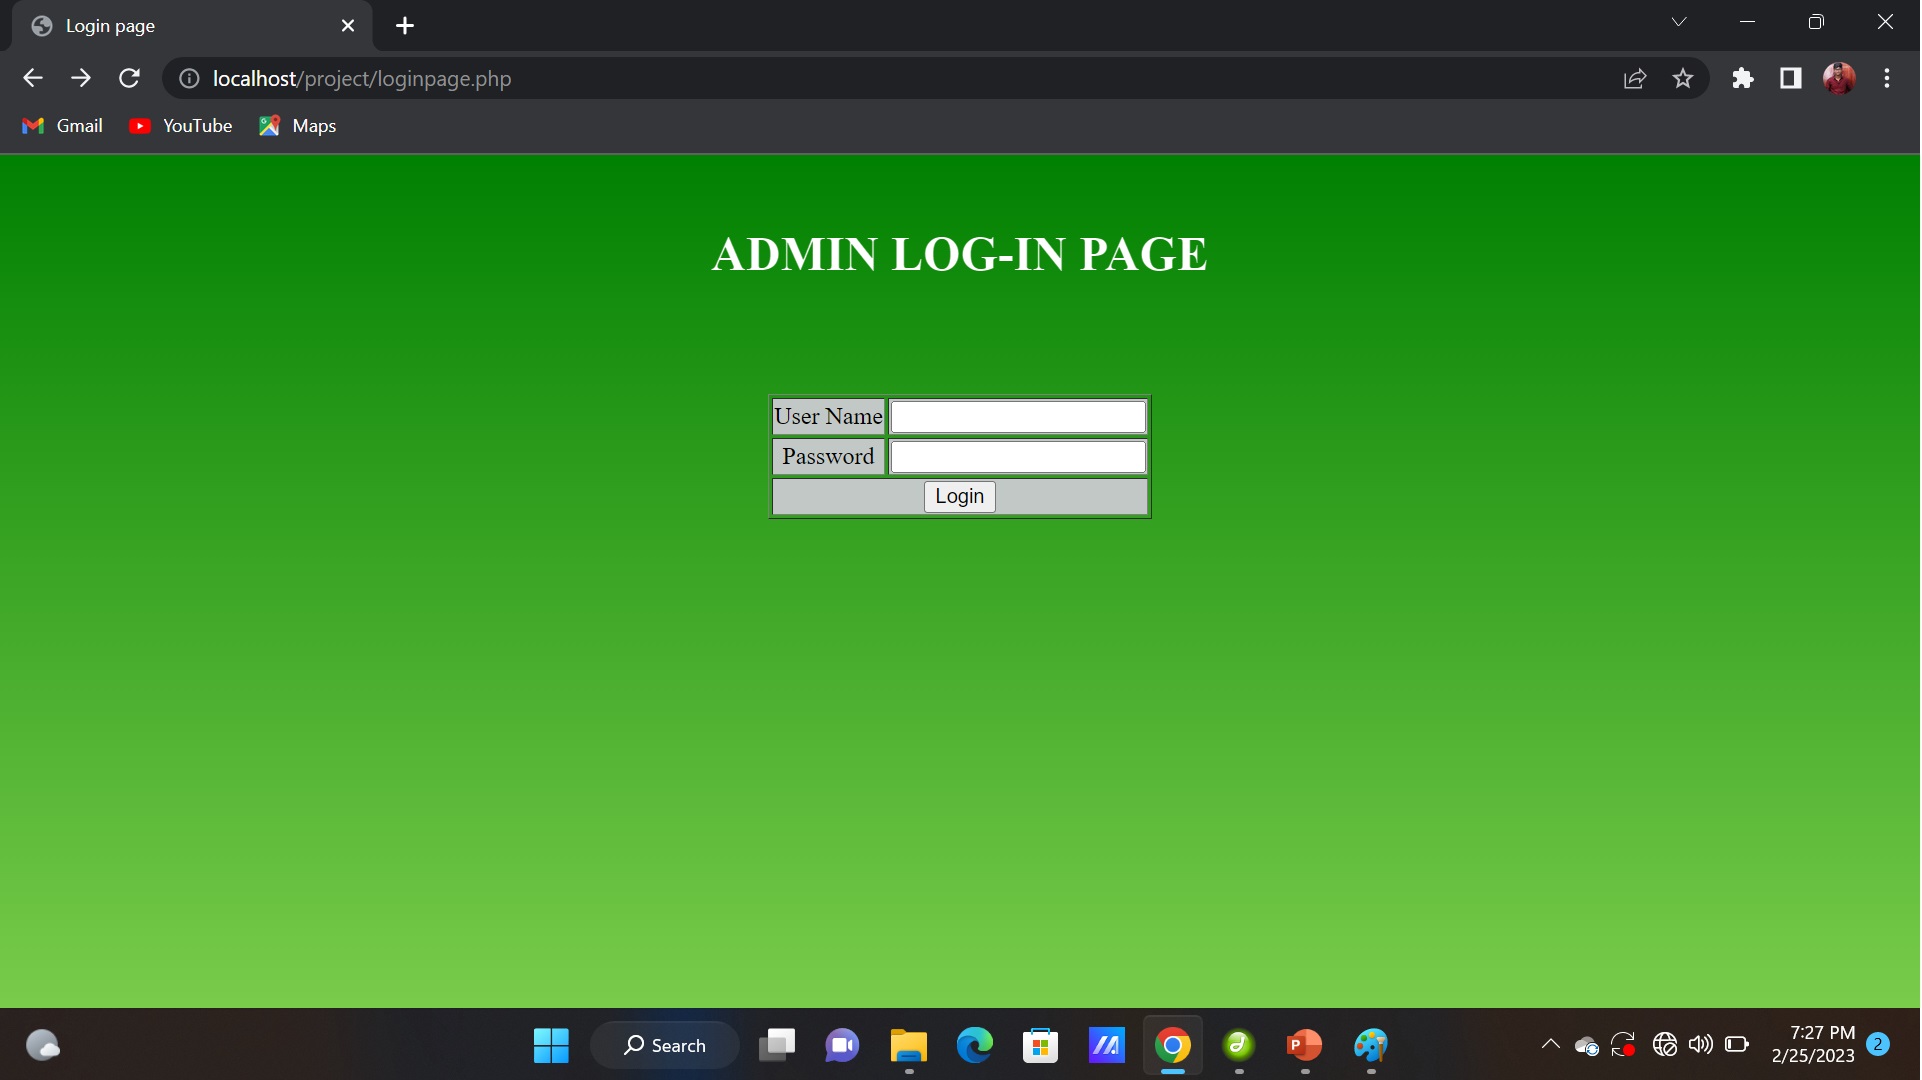 Login page
localhost/project/loginpage.php
Gmail YouTube Maps
ADMIN LOG-IN PAGE
User Name
Password
Login
Search
P
7:27 PM
2/25/2023
2